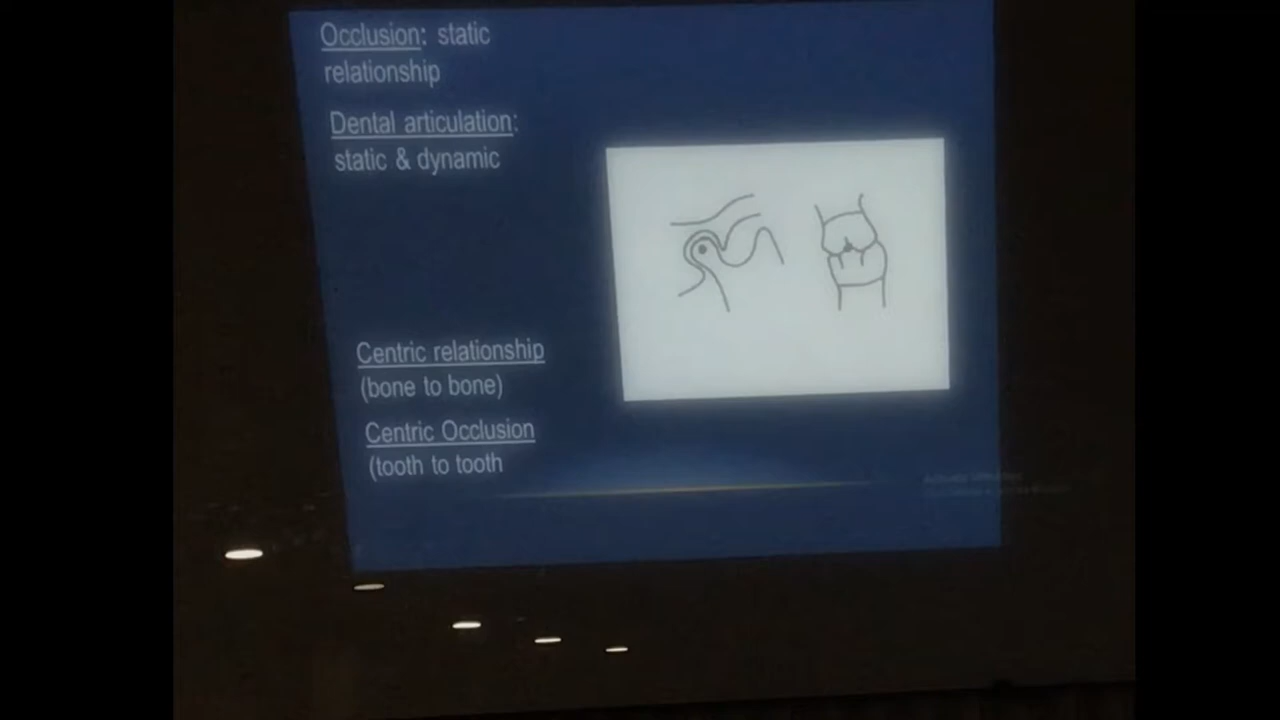 Occlusion: static
relationship
Dental articulation:
static & dynamic
Centric relationship
(bone to bone)
Centric Occlusion
(tooth to tooth